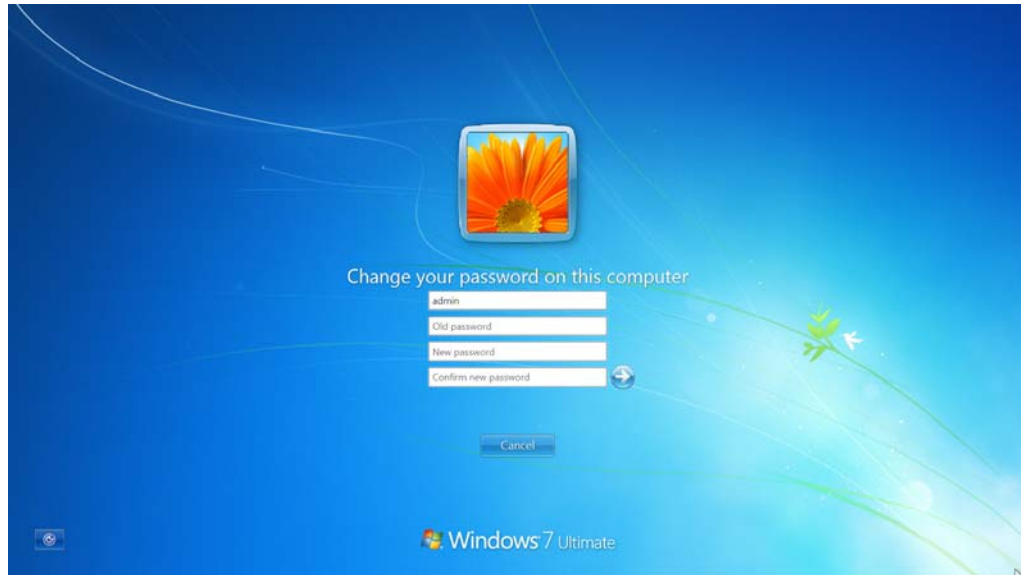 Change your password on this computer
admin
Old password
New password
Confirm new password
Cancel
Windows 7 Ultimate